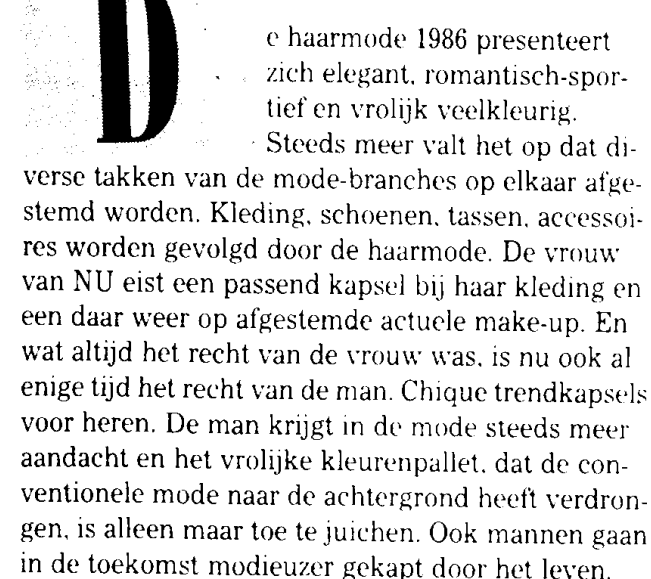 De haarmode 1986 presenteert
zich elegant, romantisch-spor-
tief en vrolijk veelkleurig.
Steeds meer valt het op dat di-
verse takken van de mode-branches op elkaar afge-
stemd worden. Kleding, schoenen, tassen, accessoi-
res worden gevolgd door de haarmode. De vrouw
van NU eist een passend kapsel bij haar kleding en
een daar weer op afgestemde actuele make-up. En
wat altijd het recht van de vrouw was, is nu ook al
enige tijd het recht van de man. Chique trendkapsels
voor heren. De man krijgt in de mode steeds meer
aandacht en het vrolijke kleurenpallet, dat de con-
ventionele mode naar de achtergrond heeft verdron-
gen, is alleen maar toe te juichen. Ook mannen gaan
in de toekomst modieuzer gekapt door het leven.